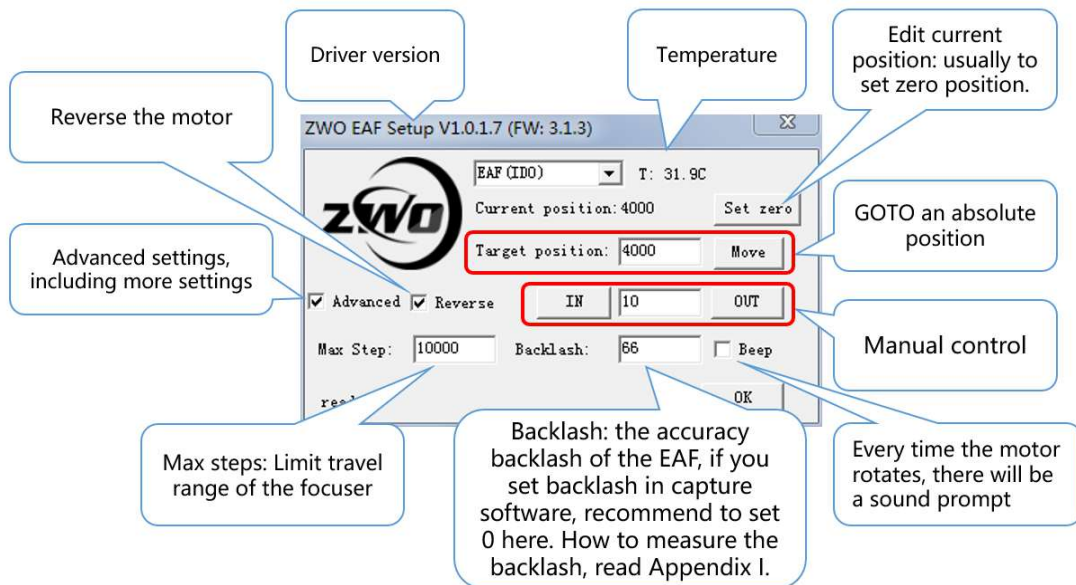 Driver version
Temperature
Edit current
position: usually to
set zero position.
Reverse the motor
ZWO EAF Setup V1.0.1.7 (FW: 3.1.3)
EAF(ID0)
T: 31.9C
ZWO
Current position:4000
Set zero
GOTO an absolute
position
Target position:
4000
Move
Advanced settings,
including more settings
Advanced
Reverse
IN
10
OUT
Manual control
Max Step:
10000
Backlash:
66
Beep
OK
Max steps: Limit travel
range of the focuser
Backlash: the accuracy
backlash of the EAF, if you
set backlash in capture
software, recommend to set
0 here. How to measure the
backlash, read Appendix I.
Every time the motor
rotates, there will be
a sound prompt